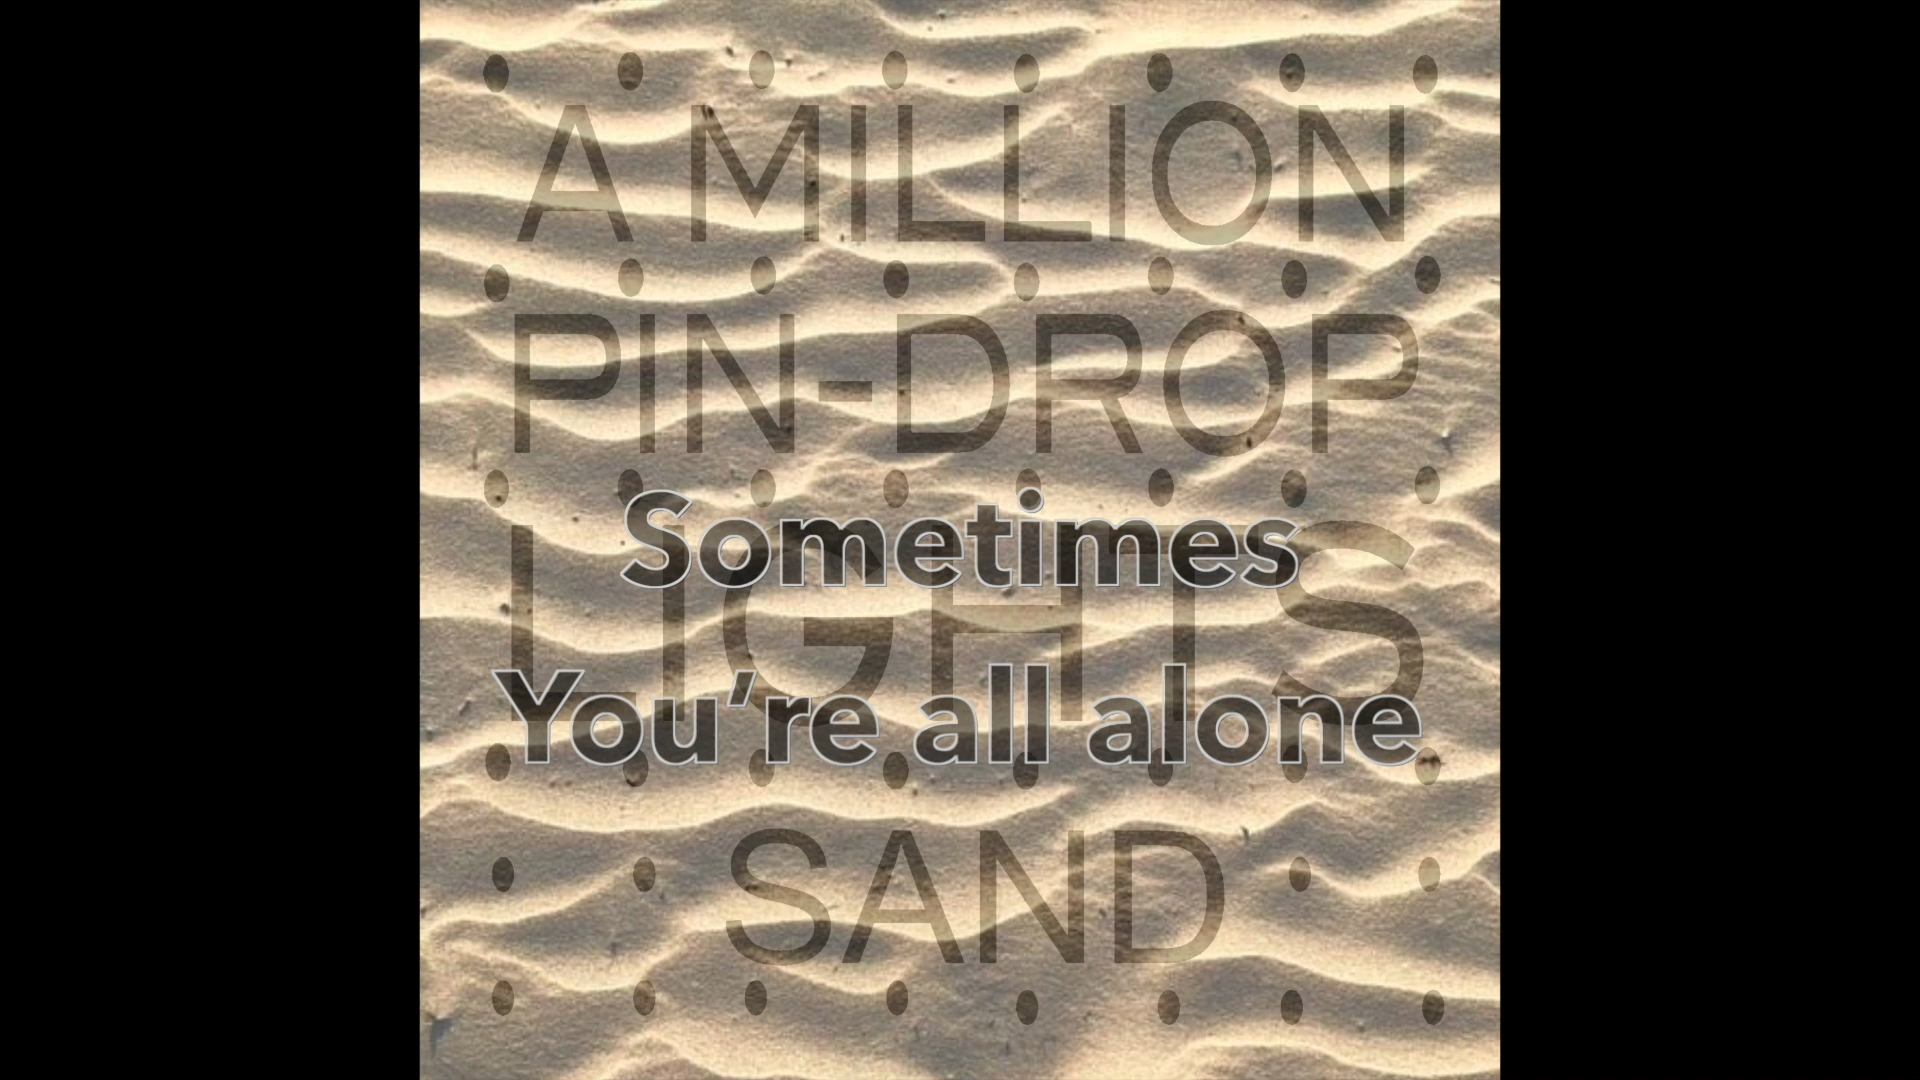 A MILLION
PIN-DROP
LIGHTS
Sometimes
You’re all alone
SAND